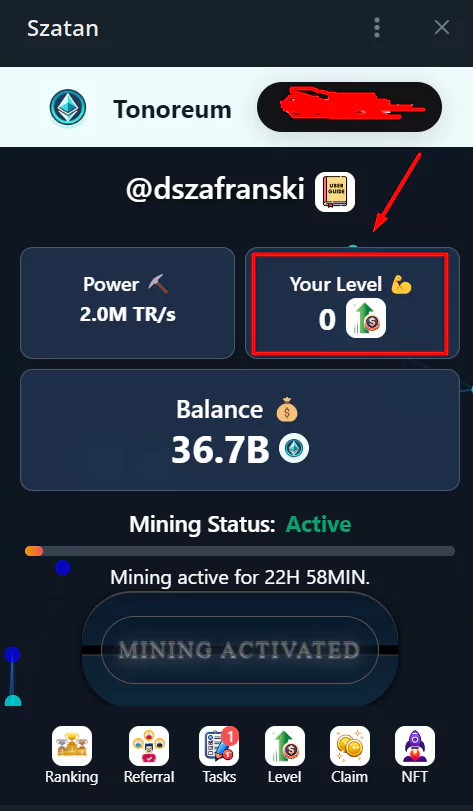 Szatan
Tonoreum
@dszafranski
USER
GUIDE
Power
2.0M TR/s
Your Level
0
Balance
36.7B
Mining Status: Active
Mining active for 22H 58MIN.
MINING ACTIVATED
1
Ranking Referral Tasks Level Claim NFT